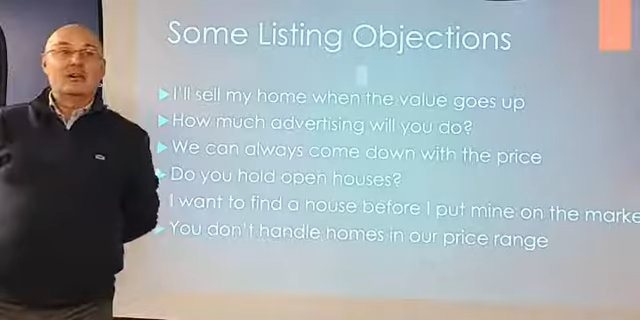 Some Listing Objections
I'll sell my home when the value goes up
How much advertising will you do?
We can always come down with the price
Do you hold open houses?
I want to find a house before I put mine on the marke
You don't handle homes in our price range